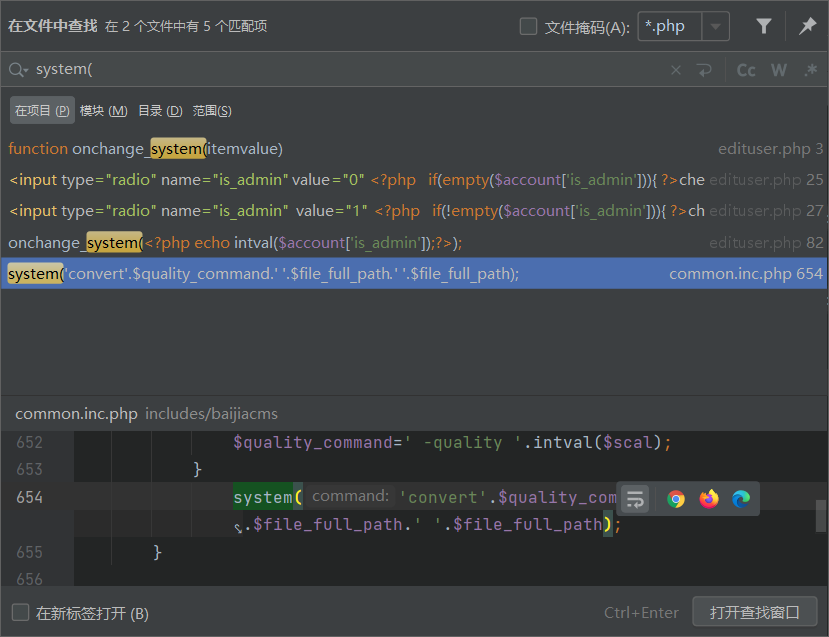 在文件中查找 在 2 个文件中有 5 个匹配项 文件掩码(A): *.php
system( Cc W .*
在项目 (P) 模块 (M) 目录 (D) 范围(S)
function onchange_system(itemvalue) edituser.php 3
<input type="radio" name="is_admin" value="0" <?php if(empty($account['is_admin'])){ ?>che edituser.php 25
<input type="radio" name="is_admin" value="1" <?php if(!empty($account['is_admin'])){ ?>ch edituser.php 27
onchange_system(<?php echo intval($account['is_admin']);?>); edituser.php 82
system('convert'.$quality_command.' '.$file_full_path.' '.$file_full_path); common.inc.php 654
common.inc.php includes/baijiacms
652 $quality_command=' -quality '.intval($scal);
653 }
654 system( command: 'convert'.$quality_com
.$file_full_path.' '.$file_full_path);
655 }
656
在新标签打开 (B) Ctrl+Enter 打开查找窗口